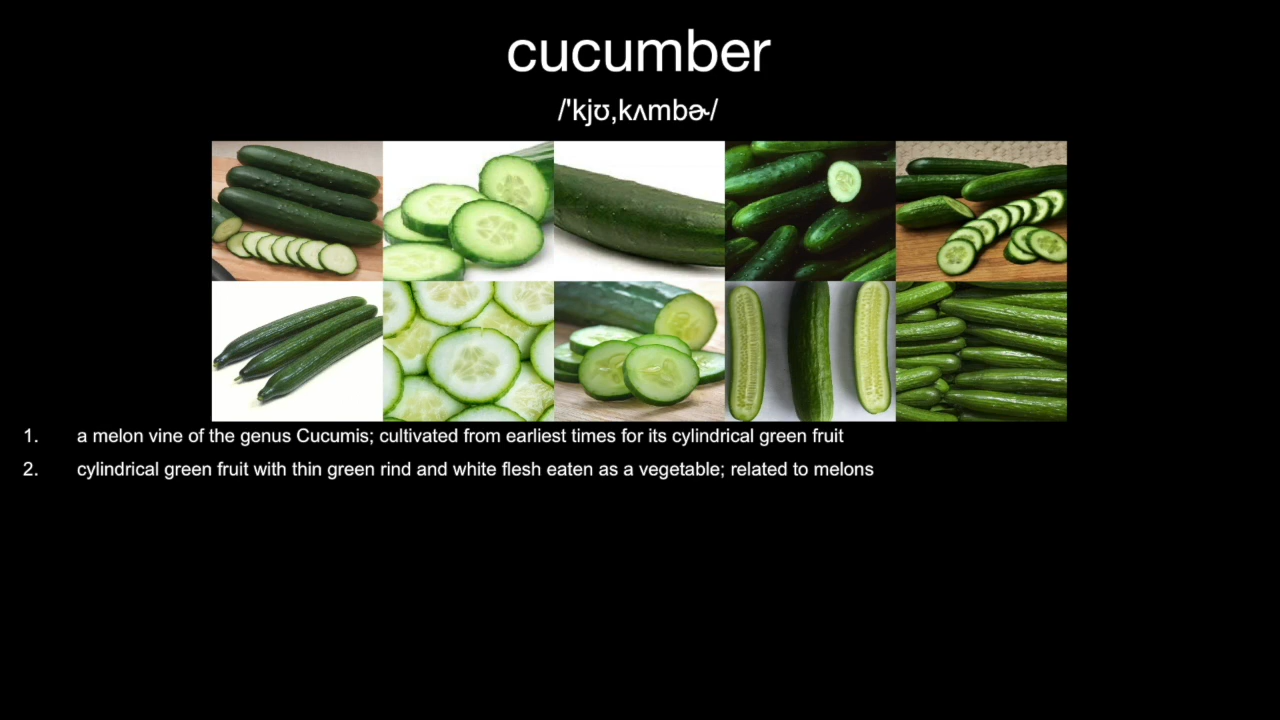 cucumber
/'kjʊ,kʌmbɚ/
1. a melon vine of the genus Cucumis; cultivated from earliest times for its cylindrical green fruit
2. cylindrical green fruit with thin green rind and white flesh eaten as a vegetable; related to melons